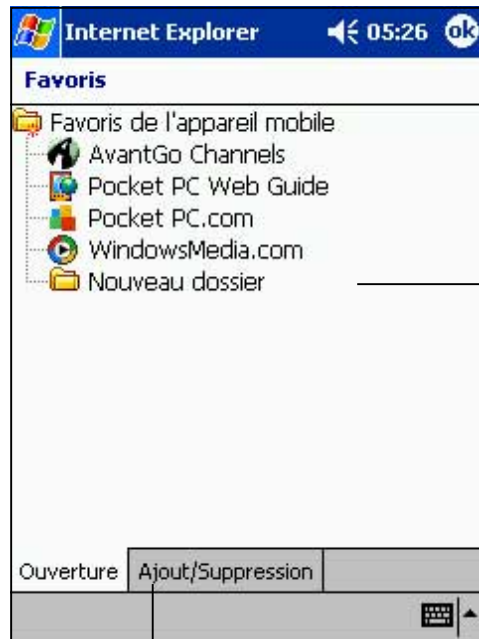 Internet Explorer 05:26 ok
Favoris
Favoris de l'appareil mobile
AvantGo Channels
Pocket PC Web Guide
Pocket PC.com
WindowsMedia.com
Nouveau dossier
Ouverture Ajout/Suppression